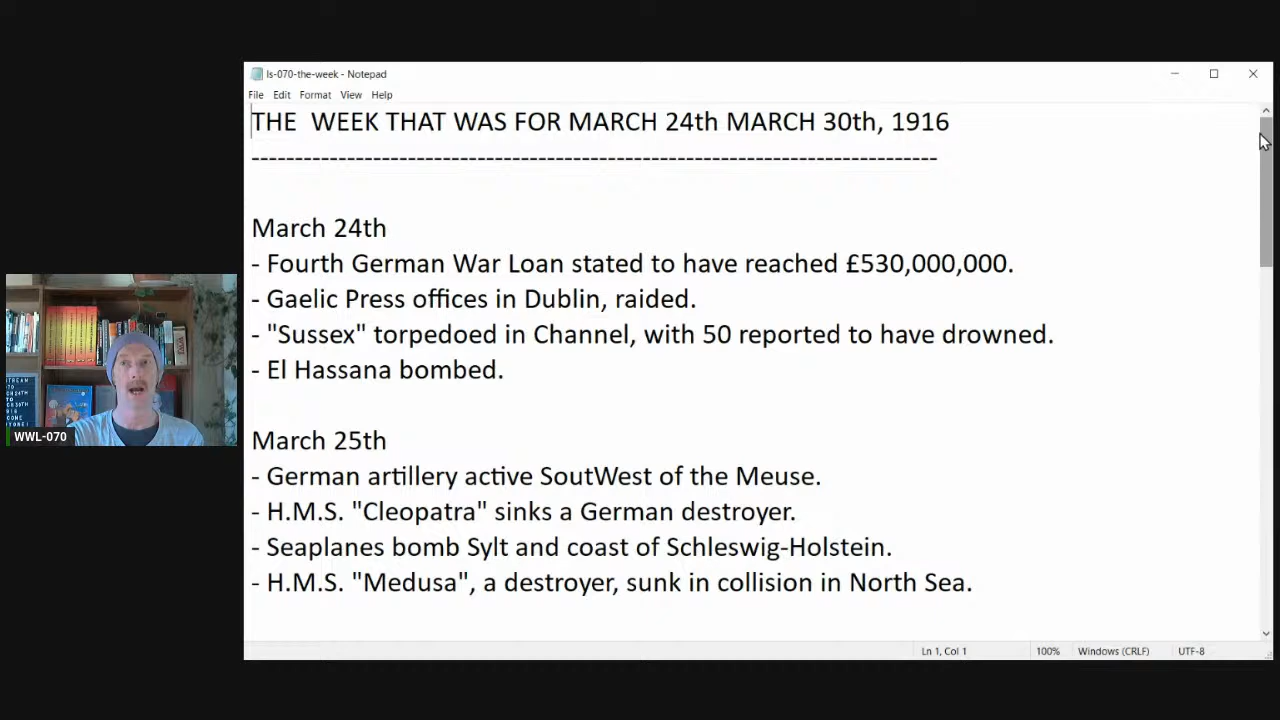 ls-070-the-week - Notepad
File Edit Format View Help
THE  WEEK THAT WAS FOR MARCH 24th MARCH 30th, 1916
-------------------------------------------------------------------------------
March 24th
- Fourth German War Loan stated to have reached £530,000,000.
- Gaelic Press offices in Dublin, raided.
- "Sussex" torpedoed in Channel, with 50 reported to have drowned.
- El Hassana bombed.
March 25th
- German artillery active SoutWest of the Meuse.
- H.M.S. "Cleopatra" sinks a German destroyer.
- Seaplanes bomb Sylt and coast of Schleswig-Holstein.
- H.M.S. "Medusa", a destroyer, sunk in collision in North Sea.
Ln 1, Col 1 100% Windows (CRLF) UTF-8
WWL-070